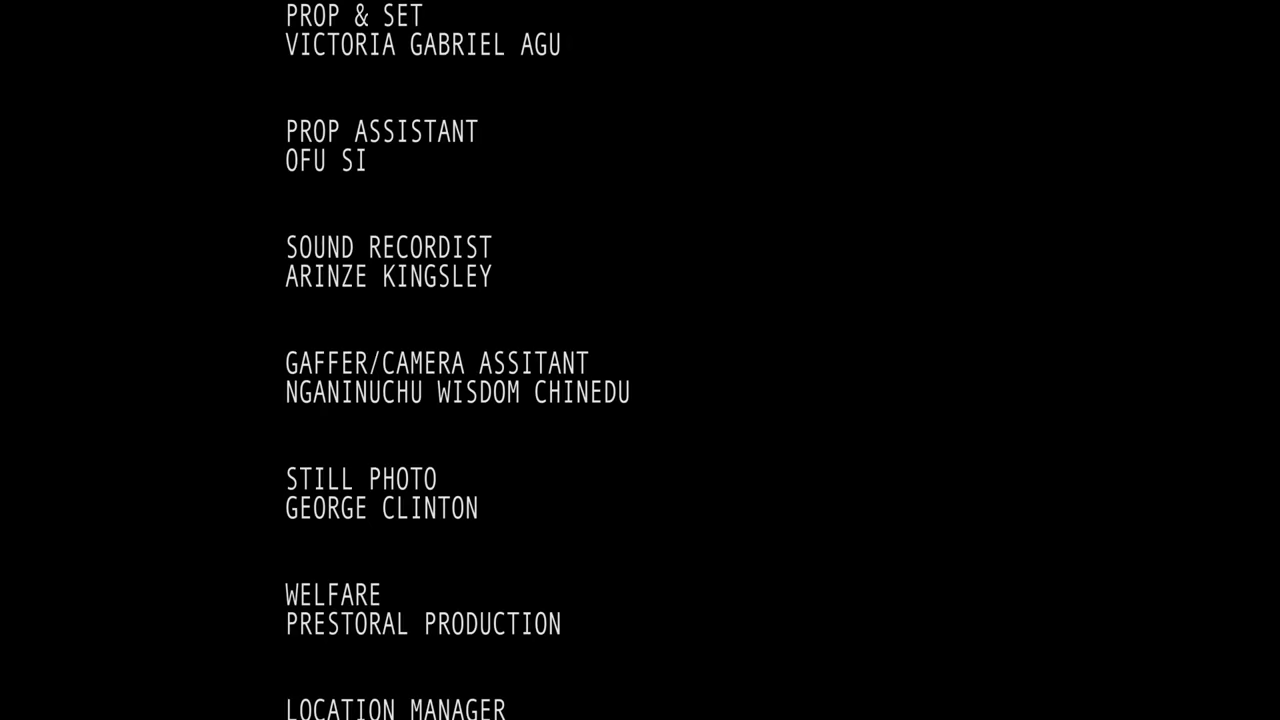 PROP & SET
VICTORIA GABRIEL AGU
PROP ASSISTANT
OFU SI
SOUND RECORDIST
ARINZE KINGSLEY
GAFFER/CAMERA ASSITANT
NGANINUCHU WISDOM CHINEDU
STILL PHOTO
GEORGE CLINTON
WELFARE
PRESTORAL PRODUCTION
LOCATION MANAGER